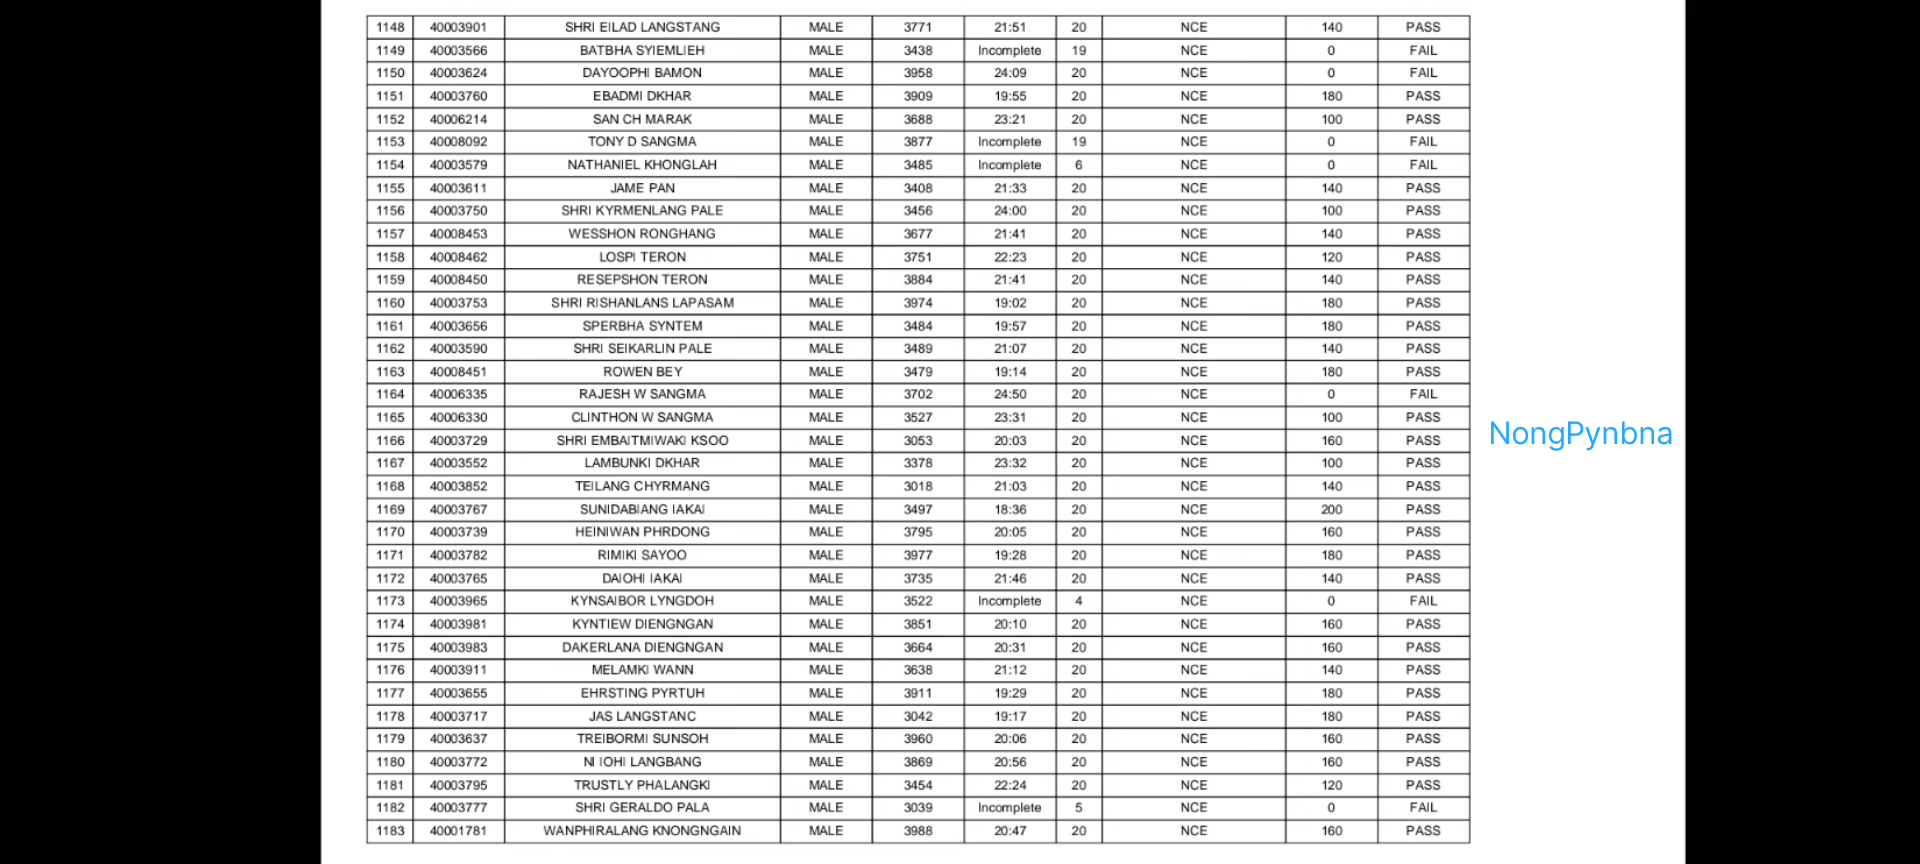 1148 40003901 SHRI EILAD LANGSTANG MALE 3771 21:51 20 NCE 140 PASS
1149 40003566 BATBHA SYIEMLIEH MALE 3438 Incomplete 19 NCE 0 FAIL
1150 40003624 DAYOOPHI BAMON MALE 3958 24:09 20 NCE 0 FAIL
1151 40003760 EBADMI DKHAR MALE 3909 19:55 20 NCE 180 PASS
1152 40006214 SAN CH MARAK MALE 3688 23:21 20 NCE 100 PASS
1153 40008092 TONY D SANGMA MALE 3877 Incomplete 19 NCE 0 FAIL
1154 40003579 NATHANIEL KHONGLAH MALE 3485 Incomplete 6 NCE 0 FAIL
1155 40003611 JAME PAN MALE 3408 21:33 20 NCE 140 PASS
1156 40003750 SHRI KYRMENLANG PALE MALE 3456 24:00 20 NCE 100 PASS
1157 40008453 WESSHON RONGHANG MALE 3677 21:41 20 NCE 140 PASS
1158 40008462 LOSPI TERON MALE 3751 22:23 20 NCE 120 PASS
1159 40008450 RESEPSHON TERON MALE 3884 21:41 20 NCE 140 PASS
1160 40003753 SHRI RISHANLANS LAPASAM MALE 3974 19:02 20 NCE 180 PASS
1161 40003656 SPERBHA SYNTEM MALE 3484 19:57 20 NCE 180 PASS
1162 40003590 SHRI SEIKARLIN PALE MALE 3489 21:07 20 NCE 140 PASS
1163 40008451 ROWEN BEY MALE 3479 19:14 20 NCE 180 PASS
1164 40006335 RAJESH W SANGMA MALE 3702 24:50 20 NCE 0 FAIL
1165 40006330 CLINTHON W SANGMA MALE 3527 23:31 20 NCE 100 PASS
1166 40003729 SHRI EMBAITMIWAKI KSOO MALE 3053 20:03 20 NCE 160 PASS
NongPynbna
1167 40003552 LAMBUNKI DKHAR MALE 3378 23:32 20 NCE 100 PASS
1168 40003852 TEILANG CHYRMANG MALE 3018 21:03 20 NCE 140 PASS
1169 40003767 SUNIDABIANG IAKAI MALE 3497 18:36 20 NCE 200 PASS
1170 40003739 HEINIWAN PHRDONG MALE 3795 20:05 20 NCE 160 PASS
1171 40003782 RIMIKI SAYOO MALE 3977 19:28 20 NCE 180 PASS
1172 40003765 DAIOHI IAKAI MALE 3735 21:46 20 NCE 140 PASS
1173 40003965 KYNSAIBOR LYNGDOH MALE 3522 Incomplete 4 NCE 0 FAIL
1174 40003981 KYNTIEW DIENGNGAN MALE 3851 20:10 20 NCE 160 PASS
1175 40003983 DAKERLANA DIENGNGAN MALE 3664 20:31 20 NCE 160 PASS
1176 40003911 MELAMKI WANN MALE 3638 21:12 20 NCE 140 PASS
1177 40003655 EHRSTING PYRTUH MALE 3911 19:29 20 NCE 180 PASS
1178 40003717 JAS LANGSTANC MALE 3042 19:17 20 NCE 180 PASS
1179 40003637 TREIBORMI SUNSOH MALE 3960 20:06 20 NCE 160 PASS
1180 40003772 NI IOHI LANGBANG MALE 3869 20:56 20 NCE 160 PASS
1181 40003795 TRUSTLY PHALANGKI MALE 3454 22:24 20 NCE 120 PASS
1182 40003777 SHRI GERALDO PALA MALE 3039 Incomplete 5 NCE 0 FAIL
1183 40001781 WANPHIRALANG KNONGNGAIN MALE 3988 20:47 20 NCE 160 PASS